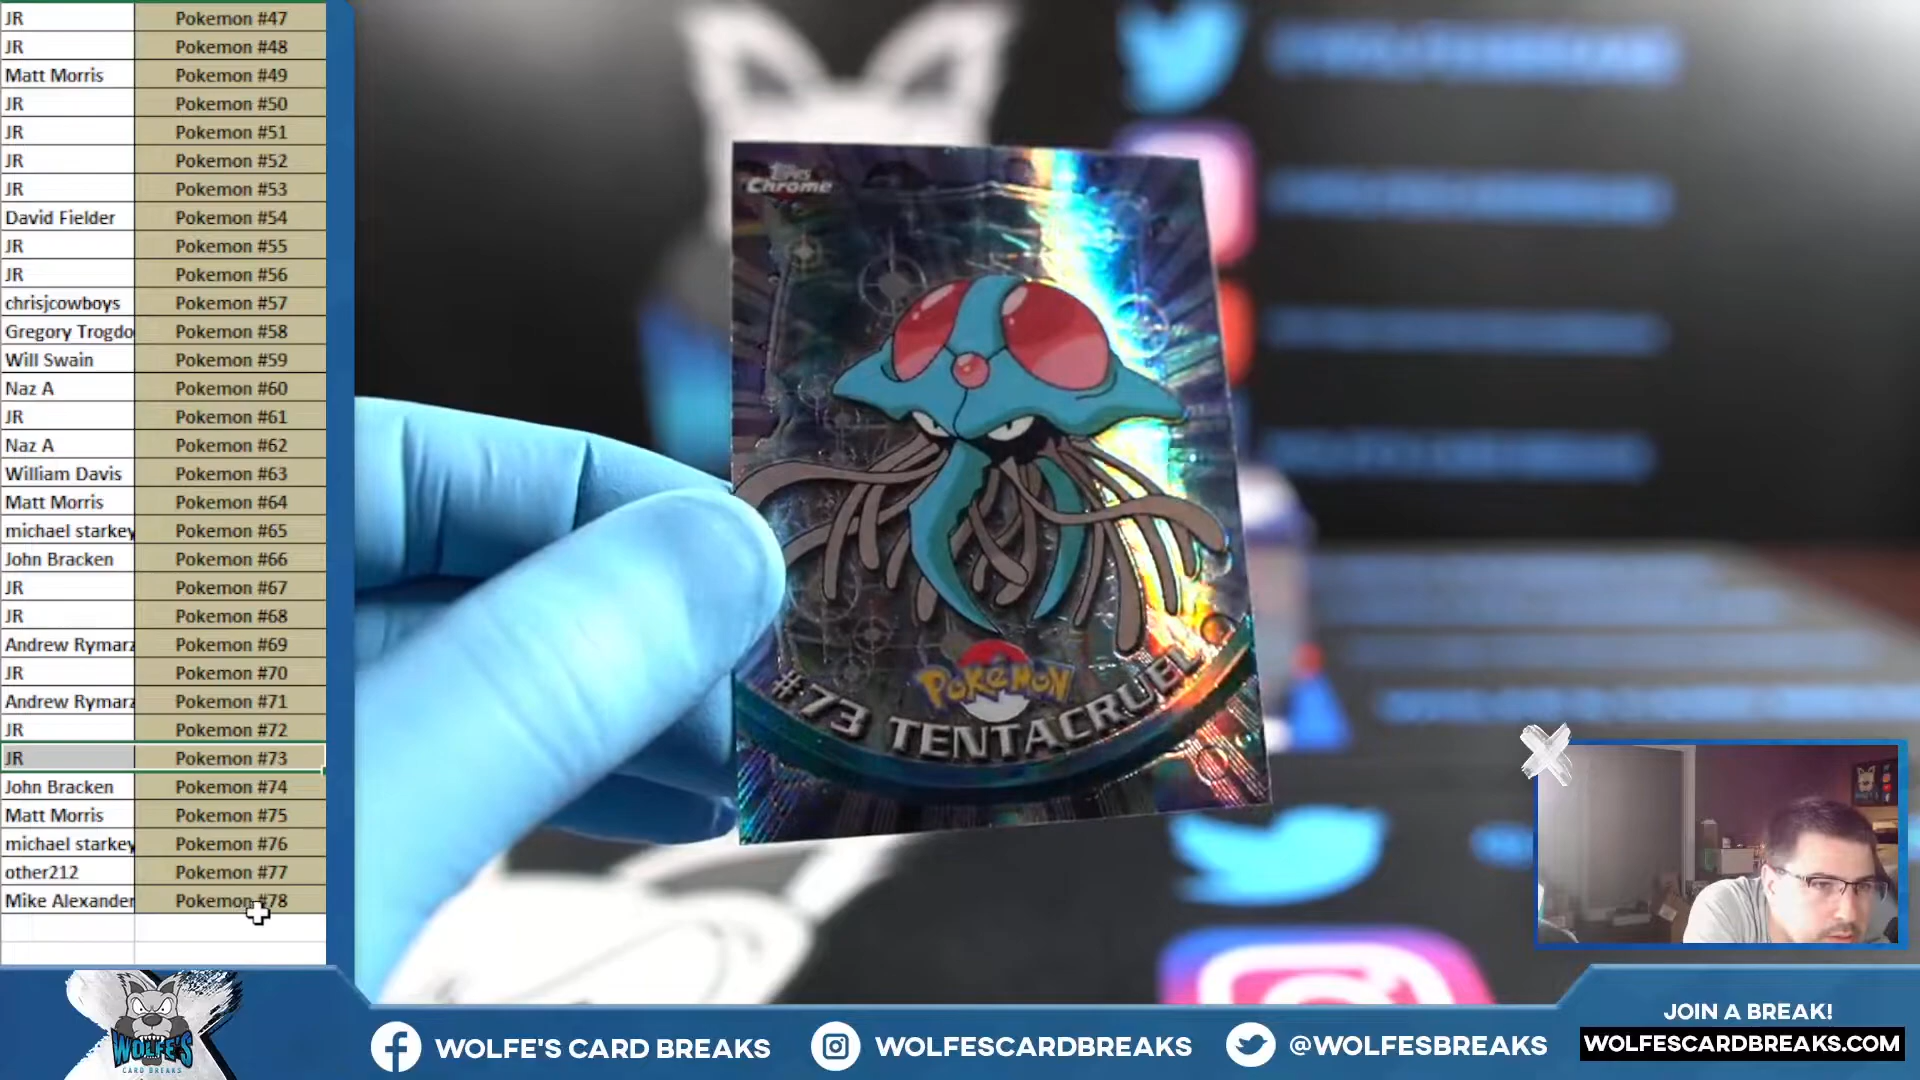 JR Pokemon #47
JR Pokemon #48
Matt Morris Pokemon #49
JR Pokemon #50
JR Pokemon #51
JR Pokemon #52
JR Pokemon #53
David Fielder Pokemon #54
JR Pokemon #55
JR Pokemon #56
chrisjcowboys Pokemon #57
Gregory Trogdo Pokemon #58
Will Swain Pokemon #59
Naz A Pokemon #60
JR Pokemon #61
Naz A Pokemon #62
William Davis Pokemon #63
Matt Morris Pokemon #64
michael starkey Pokemon #65
John Bracken Pokemon #66
JR Pokemon #67
JR Pokemon #68
Andrew Rymarz Pokemon #69
JR Pokemon #70
Andrew Rymarz Pokemon #71
JR Pokemon #72
JR Pokemon #73
John Bracken Pokemon #74
Matt Morris Pokemon #75
michael starkey Pokemon #76
other212 Pokemon #77
Mike Alexander Pokemon #78
Topps
Chrome
POKéMON
#73 TENTACRUEL
WOLFE'S
CARD BREAKS
WOLFE'S CARD BREAKS
WOLFESCARDBREAKS
@WOLFESBREAKS
JOIN A BREAK!
WOLFESCARDBREAKS.COM